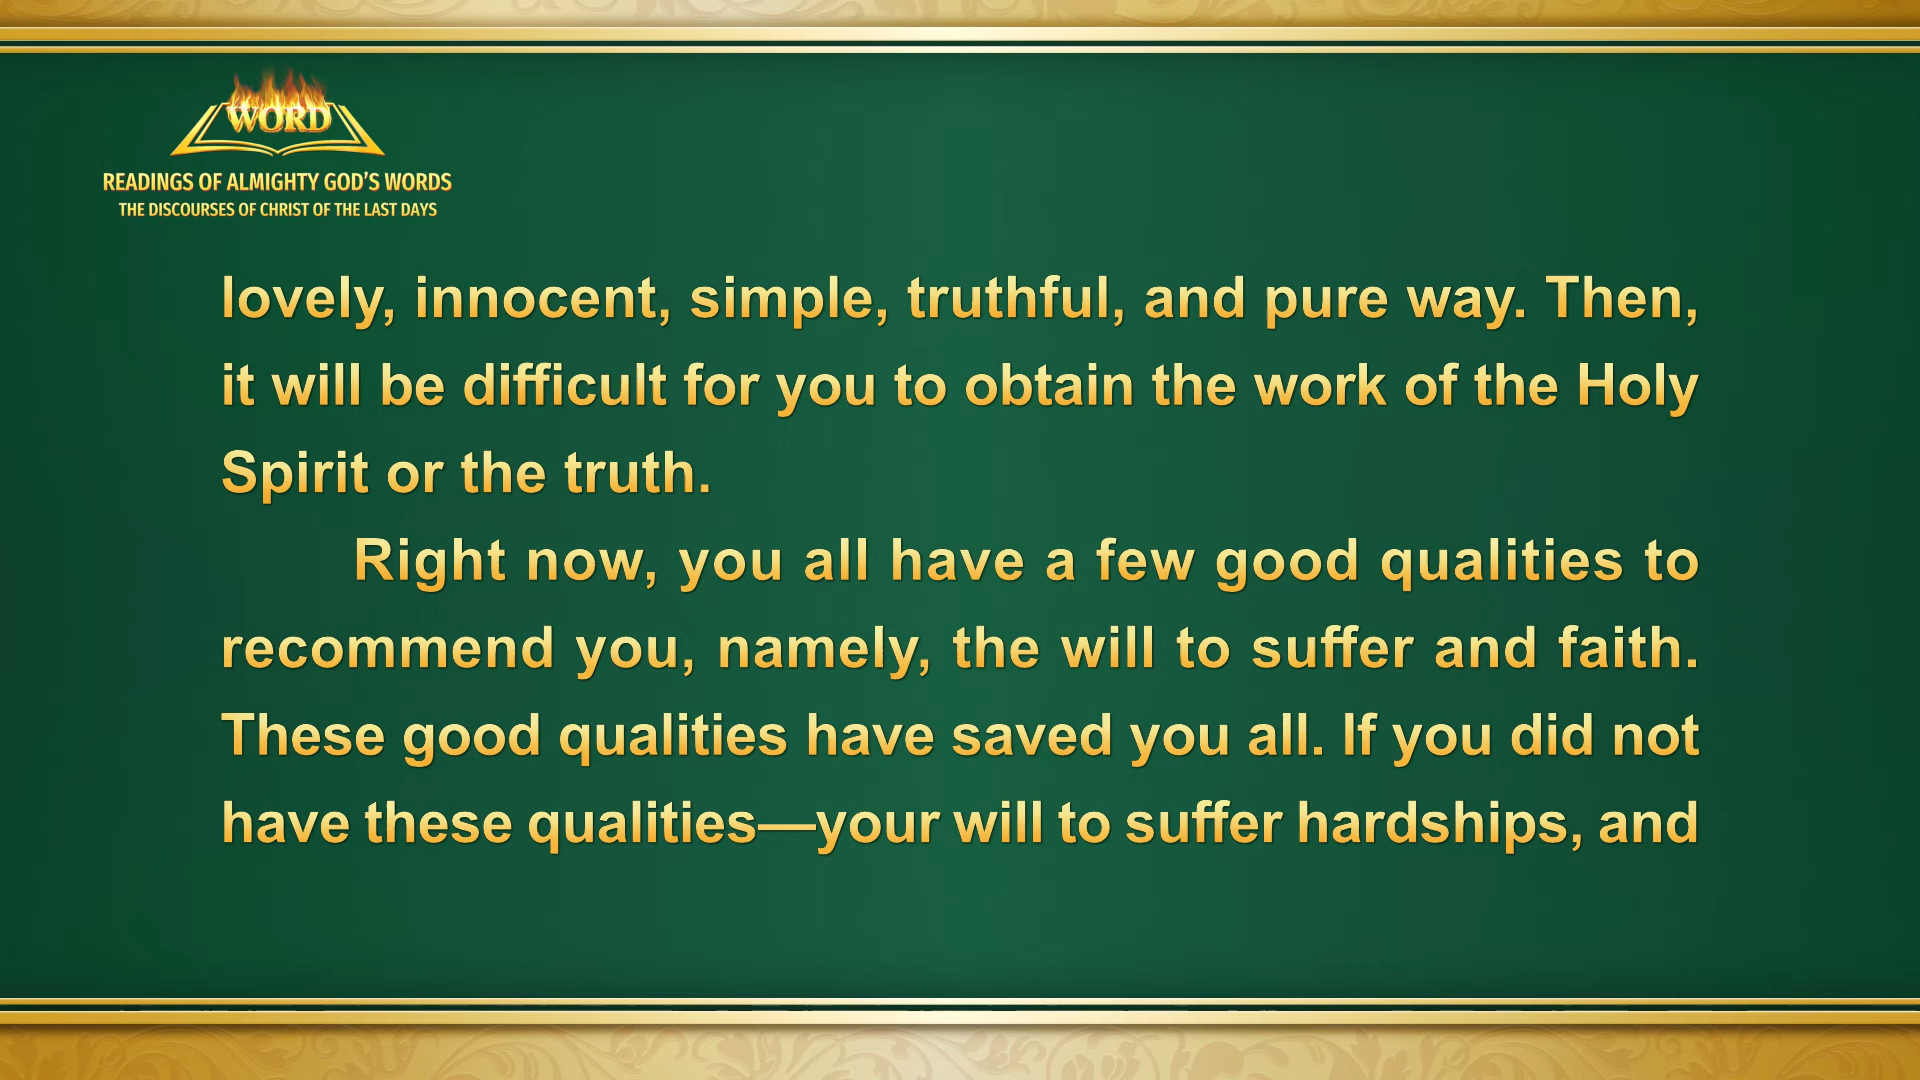 WORD
READINGS OF ALMIGHTY GOD’S WORDS
THE DISCOURSES OF CHRIST OF THE LAST DAYS
lovely, innocent, simple, truthful, and pure way. Then,
it will be difficult for you to obtain the work of the Holy
Spirit or the truth.
Right now, you all have a few good qualities to
recommend you, namely, the will to suffer and faith.
These good qualities have saved you all. If you did not
have these qualities—your will to suffer hardships, and